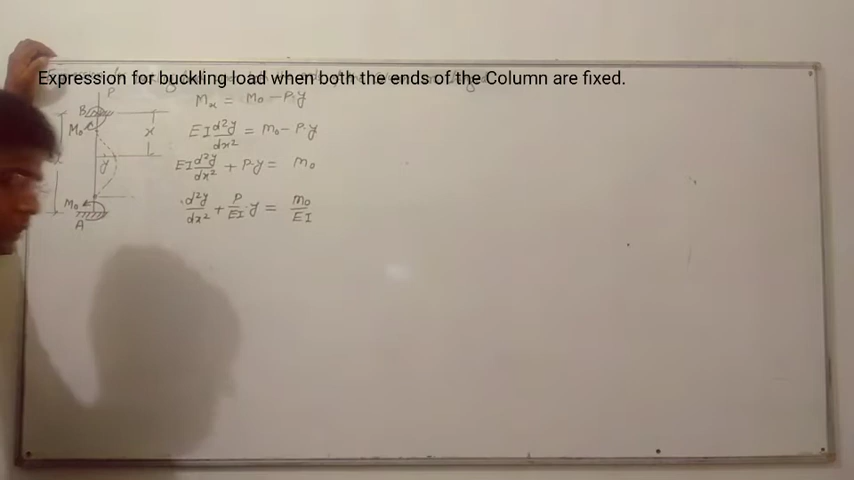 Expression for buckling load when both the ends of the Column are fixed.
P
B
M₀
x
y
M₀
A
Mx = M₀ - P.y
EI d²y/dx² = M₀ - P.y
EI d²y/dx² + P.y = M₀
d²y/dx² + P/EI . y = M₀/EI